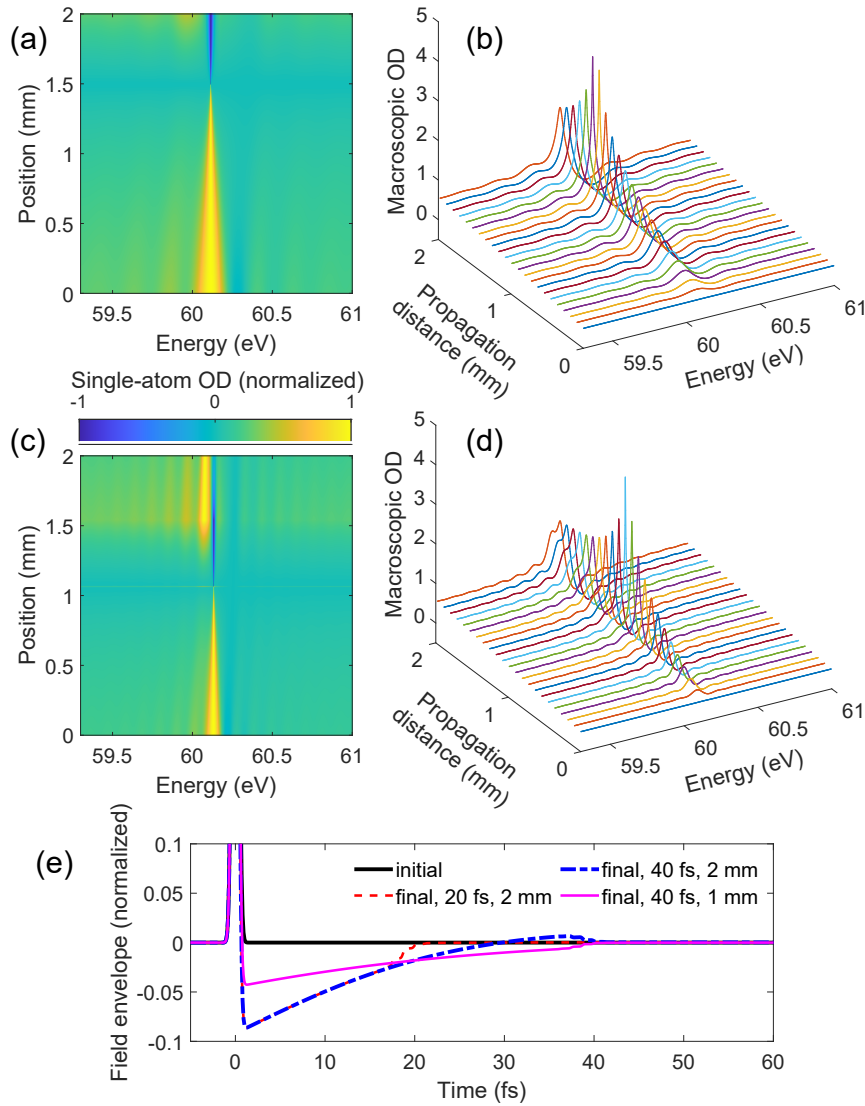 (a)
2
1.5
1
0.5
0
Position (mm)
59.5 60 60.5 61
Energy (eV)
(b)
5
4
3
2
1
0
Macroscopic OD
2
1
0
Propagation
distance (mm)
59.5
60
60.5
61
Energy (eV)
Single-atom OD (normalized)
-1 0 1
(c)
2
1.5
1
0.5
0
Position (mm)
59.5 60 60.5 61
Energy (eV)
(d)
5
4
3
2
1
0
Macroscopic OD
2
1
0
Propagation
distance (mm)
59.5
60
60.5
61
Energy (eV)
(e)
0.1
0.05
0
-0.05
-0.1
Field envelope (normalized)
initial
final, 20 fs, 2 mm
final, 40 fs, 2 mm
final, 40 fs, 1 mm
0 10 20 30 40 50 60
Time (fs)